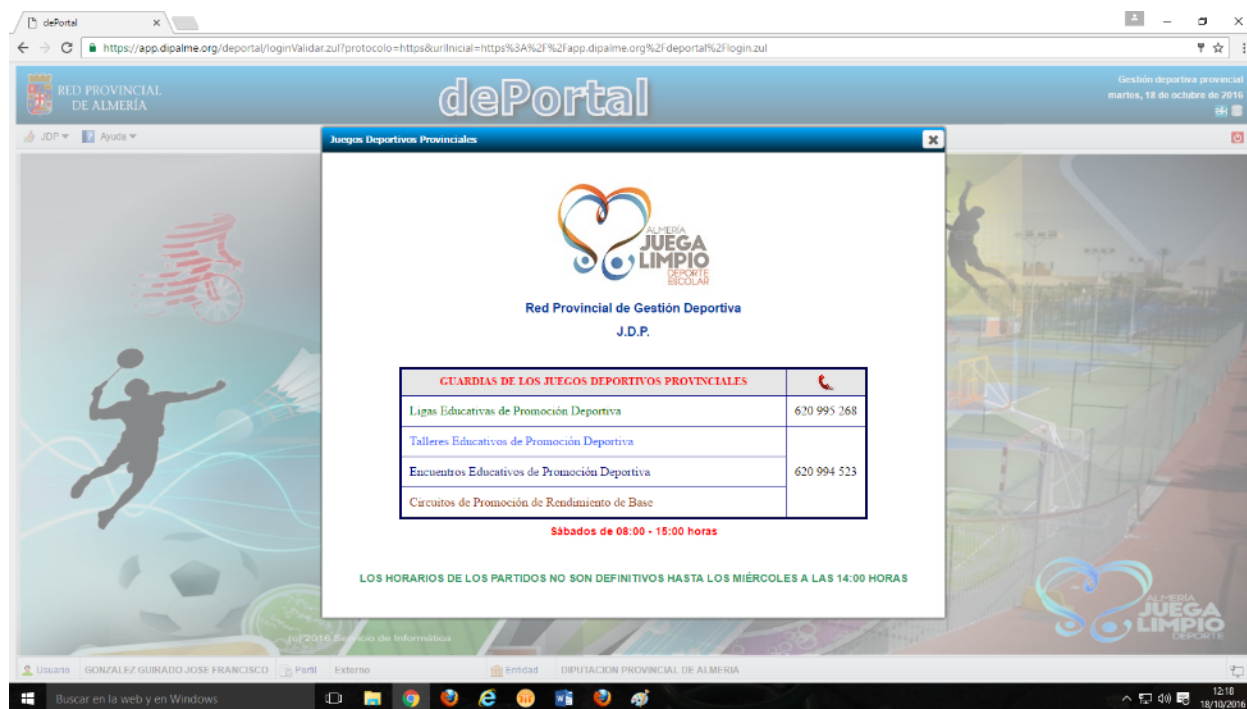 dePortal
https://app.dipalme.org/deportal/loginValidar.zul?protocolo=https&urlInicial=https%3A%2F%2Fapp.dipalme.org%2Fdeportal%2Flogin.zul
RED PROVINCIAL
DE ALMERÍA
dePortal
Gestión deportiva provincial
martes, 18 de octubre de 2016
JDP
Ayuda
Juegos Deportivos Provinciales
ALMERÍA
JUEGA
LIMPIO
DEPORTE
ESCOLAR
Red Provincial de Gestión Deportiva
J.D.P.
GUARDIAS DE LOS JUEGOS DEPORTIVOS PROVINCIALES
Ligas Educativas de Promoción Deportiva 620 995 268
Talleres Educativos de Promoción Deportiva
Encuentros Educativos de Promoción Deportiva 620 994 523
Circuitos de Promoción de Rendimiento de Base
Sábados de 08:00 - 15:00 horas
LOS HORARIOS DE LOS PARTIDOS NO SON DEFINITIVOS HASTA LOS MIÉRCOLES A LAS 14:00 HORAS
ALMERÍA
JUEGA
LIMPIO
DEPORTE
(c) 2016 Servicio de Informática
Usuario GONZALEZ GUIRADO JOSE FRANCISCO Perfil Externo Entidad DIPUTACION PROVINCIAL DE ALMERIA
Buscar en la web y en Windows
12:18
18/10/2016